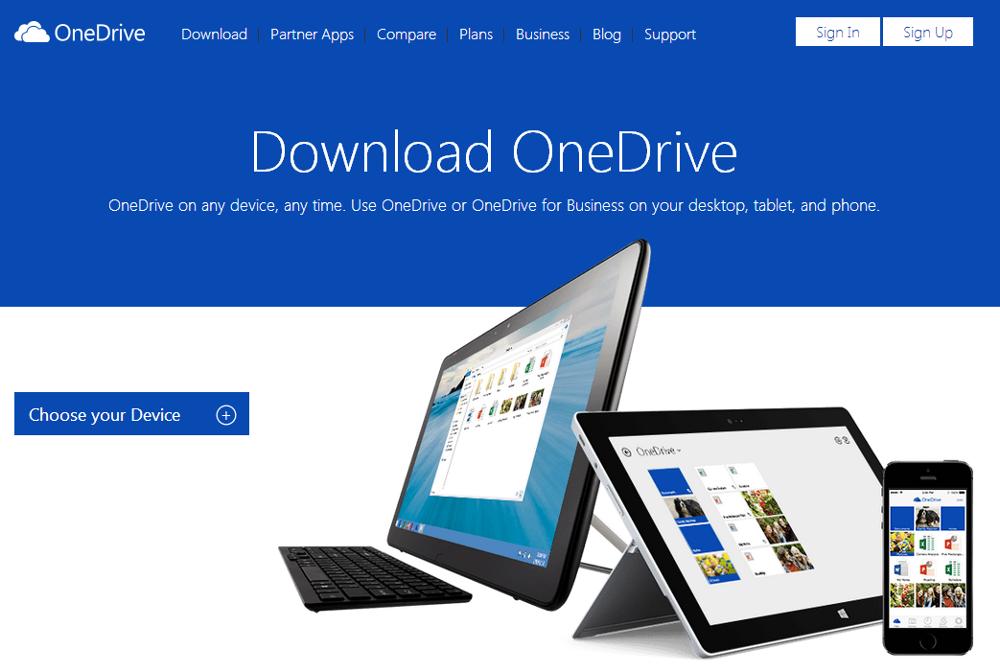 OneDrive
Download
Partner Apps
Compare
Plans
Business
Blog
Support
Sign In
Sign Up
Download OneDrive
OneDrive on any device, any time. Use OneDrive or OneDrive for Business on your desktop, tablet, and phone.
Choose your Device
OneDrive
OneDrive